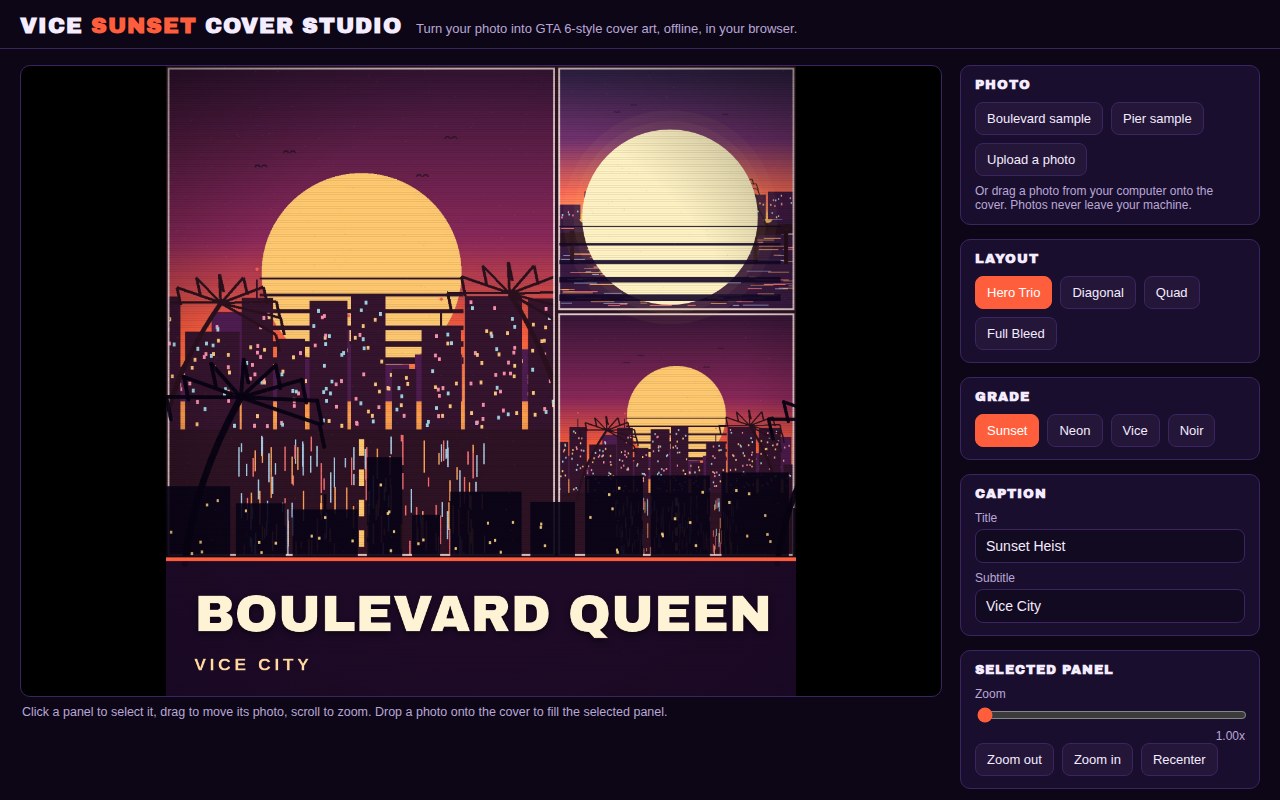 VICE SUNSET COVER STUDIO
Turn your photo into GTA 6-style cover art, offline, in your browser.
BOULEVARD QUEEN
VICE CITY
Click a panel to select it, drag to move its photo, scroll to zoom. Drop a photo onto the cover to fill the selected panel.
PHOTO
Boulevard sample
Pier sample
Upload a photo
Or drag a photo from your computer onto the
cover. Photos never leave your machine.
LAYOUT
Hero Trio
Diagonal
Quad
Full Bleed
GRADE
Sunset
Neon
Vice
Noir
CAPTION
Title
Sunset Heist
Subtitle
Vice City
SELECTED PANEL
Zoom
1.00x
Zoom out
Zoom in
Recenter